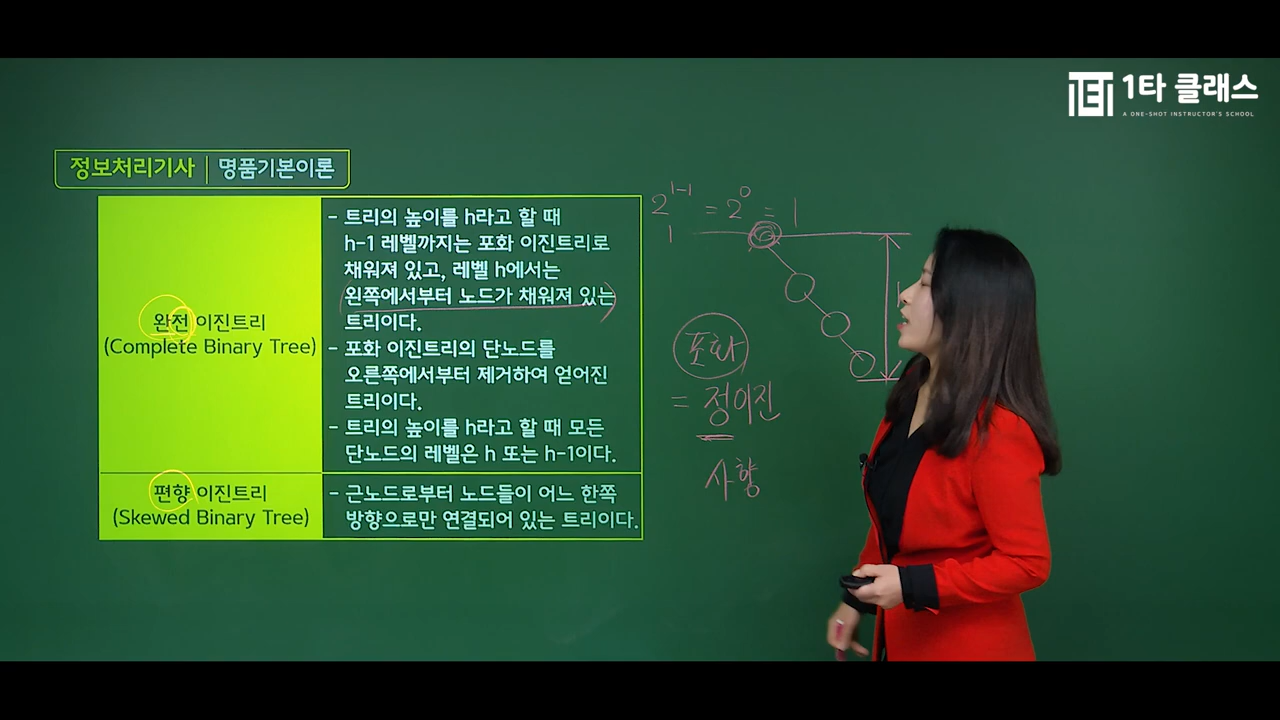 1타 클래스
A ONE-SHOT INSTRUCTOR'S SCHOOL
정보처리기사 | 명품기본이론
완전 이진트리
(Complete Binary Tree)
- 트리의 높이를 h라고 할 때
h-1 레벨까지는 포화 이진트리로
채워져 있고, 레벨 h에서는
왼쪽에서부터 노드가 채워져 있는
트리이다.
- 포화 이진트리의 단노드를
오른쪽에서부터 제거하여 얻어진
트리이다.
- 트리의 높이를 h라고 할 때 모든
단노드의 레벨은 h 또는 h-1이다.
편향 이진트리
(Skewed Binary Tree)
- 근노드로부터 노드들이 어느 한쪽
방향으로만 연결되어 있는 트리이다.
2^1-1 = 2^0 = 1
1
포화
= 정이진
사향